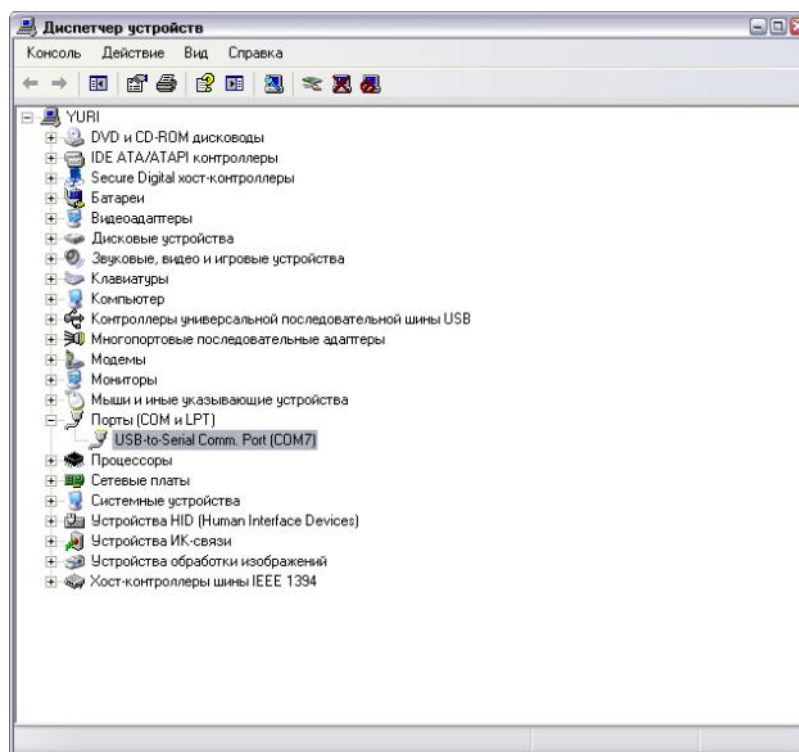 Диспетчер устройств
Консоль Действие Вид Справка
YURI
DVD и CD-ROM дисководы
IDE ATA/ATAPI контроллеры
Secure Digital хост-контроллеры
Батареи
Видеоадаптеры
Дисковые устройства
Звуковые, видео и игровые устройства
Клавиатуры
Компьютер
Контроллеры универсальной последовательной шины USB
Многопортовые последовательные адаптеры
Модемы
Мониторы
Мыши и иные указывающие устройства
Порты (COM и LPT)
USB-to-Serial Comm. Port (COM7)
Процессоры
Сетевые платы
Системные устройства
Устройства HID (Human Interface Devices)
Устройства ИК-связи
Устройства обработки изображений
Хост-контроллеры шины IEEE 1394